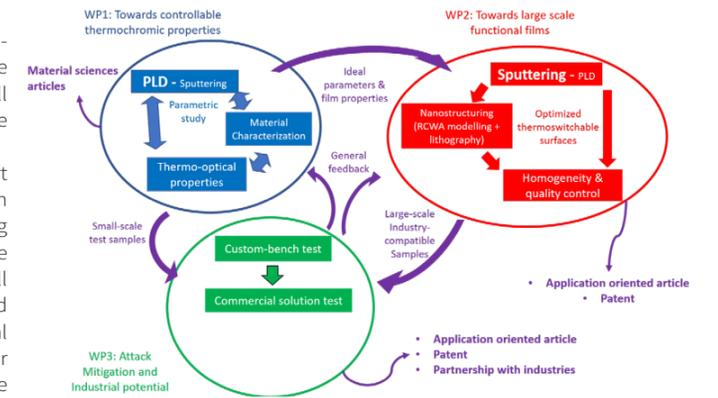 WP1: Towards controllable
thermochromic properties
WP2: Towards large scale
functional films
Material sciences
articles
PLD - Sputtering
Parametric
study
Material
Characterization
Thermo-optical
properties
Ideal
parameters &
film properties
Sputtering - PLD
Nanostructuring
(RCWA modelling +
lithography)
Optimized
thermoswitchable
surfaces
Homogeneity &
quality control
General
feedback
Small-scale
test samples
Large-scale
Industry-
compatible
Samples
Custom-bench test
Commercial solution test
• Application oriented article
• Patent
WP3: Attack
Mitigation and
Industrial potential
• Application oriented article
• Patent
• Partnership with industries